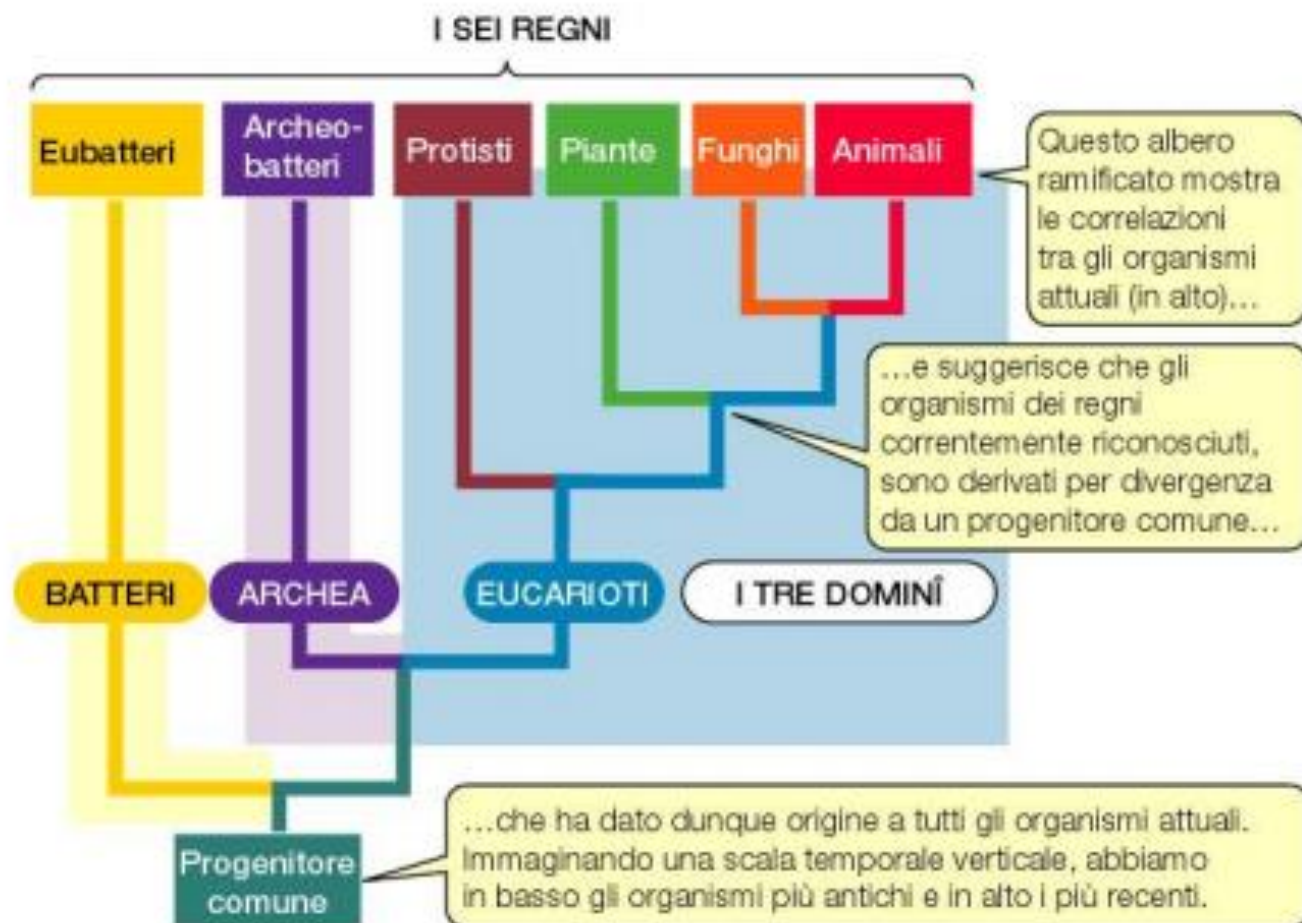 I SEI REGNI
Eubatteri
Archeo-
batteri
Protisti
Piante
Funghi
Animali
Questo albero
ramificato mostra
le correlazioni
tra gli organismi
attuali (in alto)…
…e suggerisce che gli
organismi dei regni
correntemente riconosciuti,
sono derivati per divergenza
da un progenitore comune…
BATTERI
ARCHEA
EUCARIOTI
I TRE DOMINÎ
Progenitore
comune
…che ha dato dunque origine a tutti gli organismi attuali.
Immaginando una scala temporale verticale, abbiamo
in basso gli organismi più antichi e in alto i più recenti.